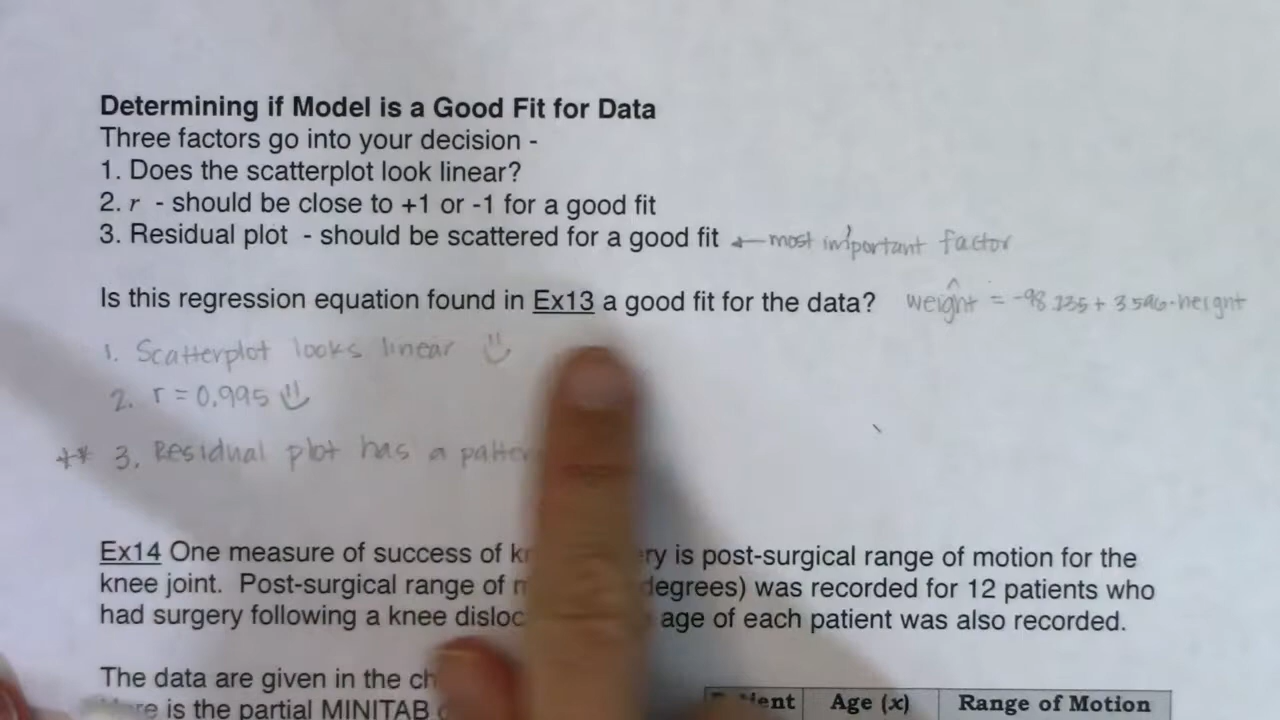 Determining if Model is a Good Fit for Data
Three factors go into your decision -
1. Does the scatterplot look linear?
2. r - should be close to +1 or -1 for a good fit
3. Residual plot - should be scattered for a good fit ← most important factor
Is this regression equation found in Ex13 a good fit for the data? weight^ = -98.235 + 3.596·height
1. Scatterplot looks linear
2. r = 0.995
** 3. Residual plot has a
Ex14 One measure of success of is post-surgical range of motion for the
knee joint. Post-surgical range of degrees) was recorded for 12 patients who
had surgery following a knee age of each patient was also recorded.
The data are given in the
is the partial MINITAB
Age (x) Range of Motion